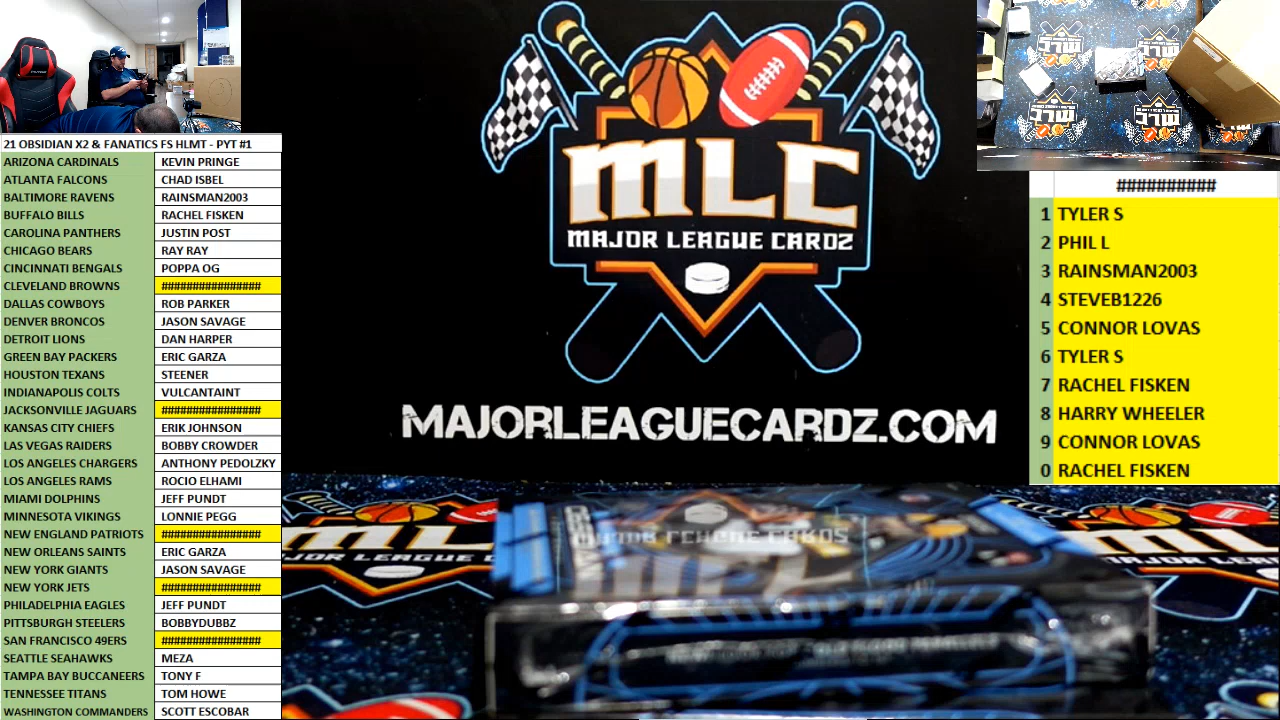 21 OBSIDIAN X2 & FANATICS FS HLMT - PYT #1
ARIZONA CARDINALS KEVIN PRINGE
ATLANTA FALCONS CHAD ISBEL
BALTIMORE RAVENS RAINSMAN2003
BUFFALO BILLS RACHEL FISKEN
CAROLINA PANTHERS JUSTIN POST
CHICAGO BEARS RAY RAY
CINCINNATI BENGALS POPPA OG
CLEVELAND BROWNS ################
DALLAS COWBOYS ROB PARKER
DENVER BRONCOS JASON SAVAGE
DETROIT LIONS DAN HARPER
GREEN BAY PACKERS ERIC GARZA
HOUSTON TEXANS STEENER
INDIANAPOLIS COLTS VULCANTAINT
JACKSONVILLE JAGUARS ################
KANSAS CITY CHIEFS ERIK JOHNSON
LAS VEGAS RAIDERS BOBBY CROWDER
LOS ANGELES CHARGERS ANTHONY PEDOLZKY
LOS ANGELES RAMS ROCIO ELHAMI
MIAMI DOLPHINS JEFF PUNDT
MINNESOTA VIKINGS LONNIE PEGG
NEW ENGLAND PATRIOTS ################
NEW ORLEANS SAINTS ERIC GARZA
NEW YORK GIANTS JASON SAVAGE
NEW YORK JETS ################
PHILADELPHIA EAGLES JEFF PUNDT
PITTSBURGH STEELERS BOBBYDUBBZ
SAN FRANCISCO 49ERS ################
SEATTLE SEAHAWKS MEZA
TAMPA BAY BUCCANEERS TONY F
TENNESSEE TITANS TOM HOWE
WASHINGTON COMMANDERS SCOTT ESCOBAR
MLC
MAJOR LEAGUE CARDZ
MAJORLEAGUECARDZ.COM
##########
1 TYLER S
2 PHIL L
3 RAINSMAN2003
4 STEVEB1226
5 CONNOR LOVAS
6 TYLER S
7 RACHEL FISKEN
8 HARRY WHEELER
9 CONNOR LOVAS
0 RACHEL FISKEN
MLC
MLC